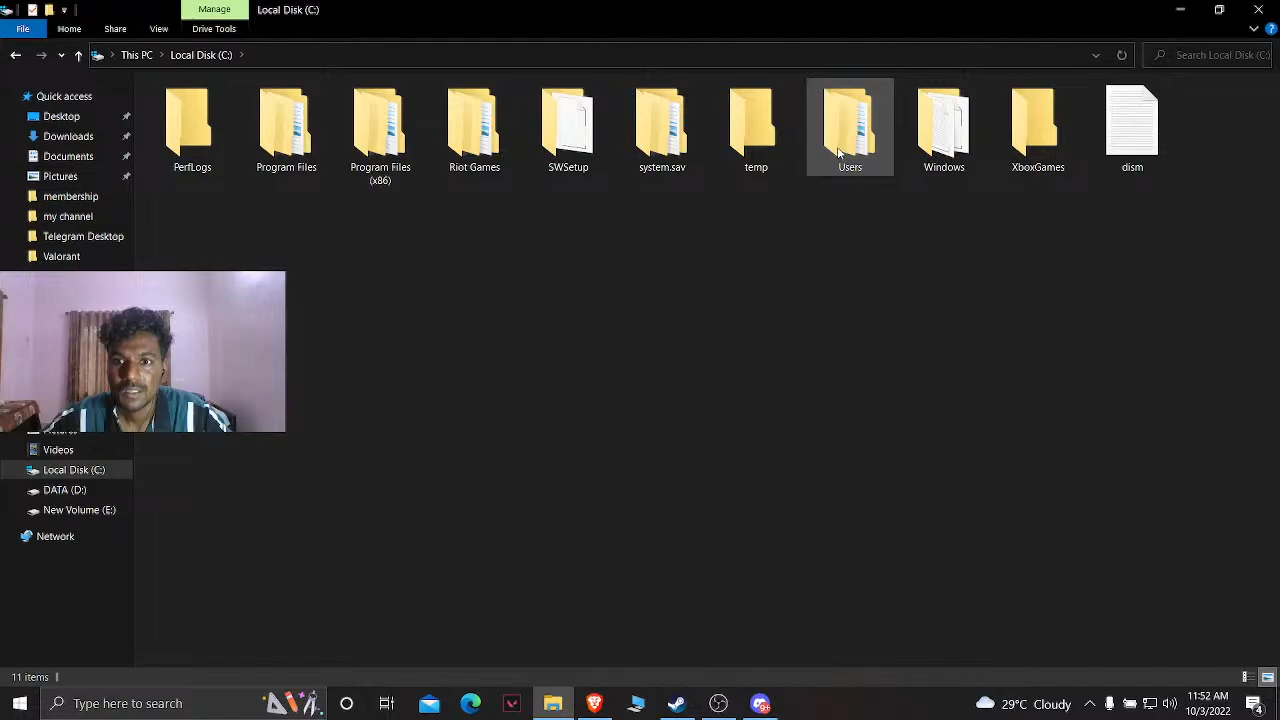 Manage
Local Disk (C:)
File
Home
Share
View
Drive Tools
This PC
Local Disk (C:)
Search Local Disk (C:)
Quick access
Desktop
Downloads
Documents
Pictures
membership
my channel
Telegram Desktop
Valorant
Videos
Local Disk (C:)
DATA (D:)
New Volume (E:)
Network
PerfLogs
Program Files
Program Files
(x86)
Riot Games
SWSetup
system.sav
temp
Users
Windows
XboxGames
dism
11 items
Type here to search
29°C Cloudy
11:52 AM
10/3/2022